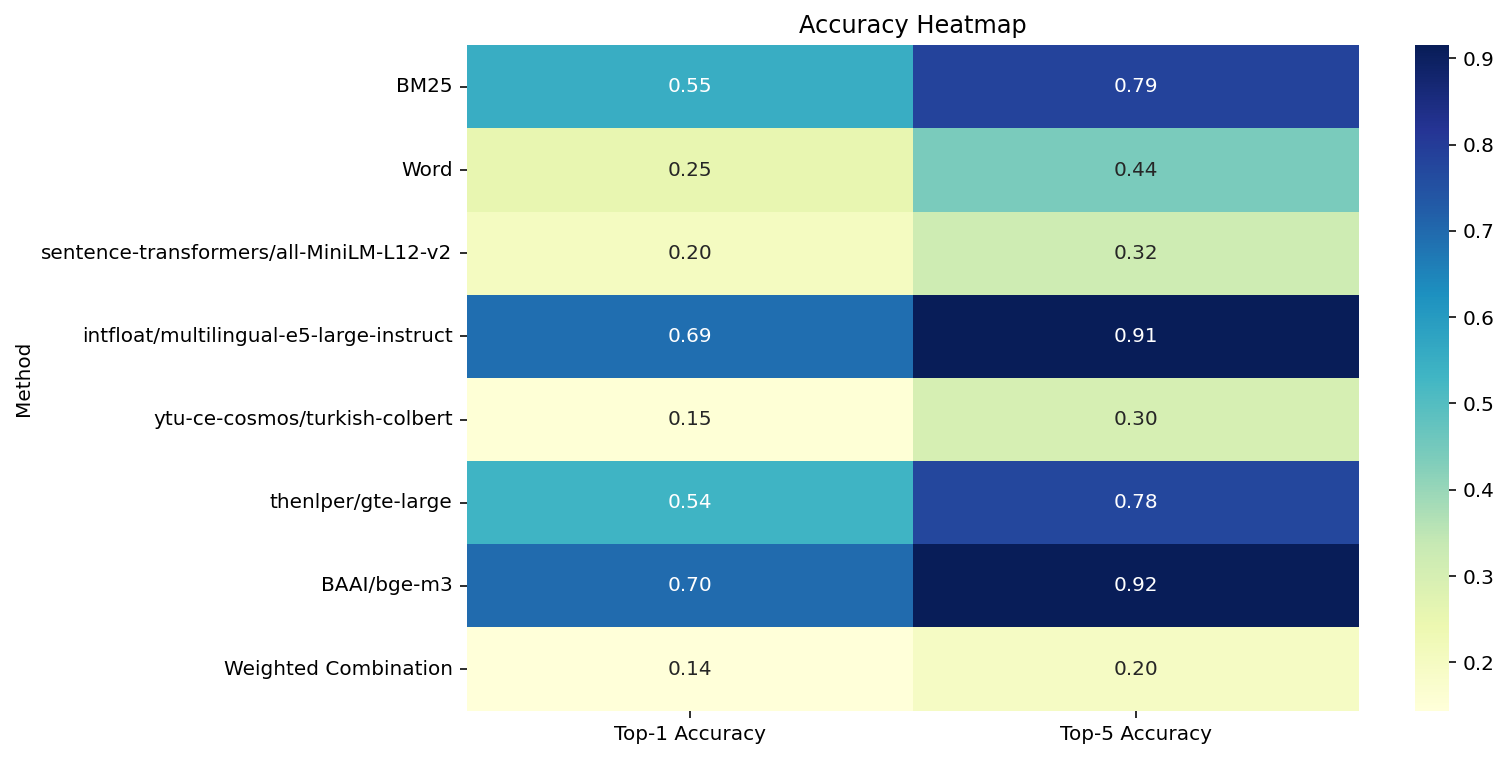 Accuracy Heatmap
BM25 0.55 0.79
Word 0.25 0.44
sentence-transformers/all-MiniLM-L12-v2 0.20 0.32
intfloat/multilingual-e5-large-instruct 0.69 0.91
ytu-ce-cosmos/turkish-colbert 0.15 0.30
thenlper/gte-large 0.54 0.78
BAAI/bge-m3 0.70 0.92
Weighted Combination 0.14 0.20
Top-1 Accuracy Top-5 Accuracy
Method
0.9
0.8
0.7
0.6
0.5
0.4
0.3
0.2